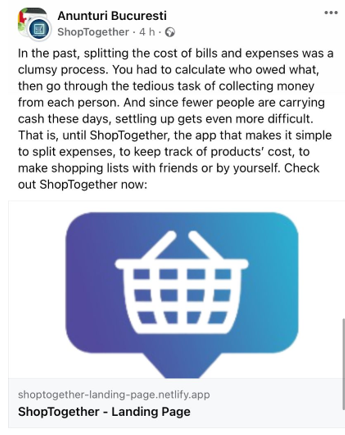 Anunturi Bucuresti
ShopTogether · 4 h ·
In the past, splitting the cost of bills and expenses was a
clumsy process. You had to calculate who owed what,
then go through the tedious task of collecting money
from each person. And since fewer people are carrying
cash these days, settling up gets even more difficult.
That is, until ShopTogether, the app that makes it simple
to split expenses, to keep track of products’ cost, to
make shopping lists with friends or by yourself. Check
out ShopTogether now:
shoptogether-landing-page.netlify.app
ShopTogether - Landing Page